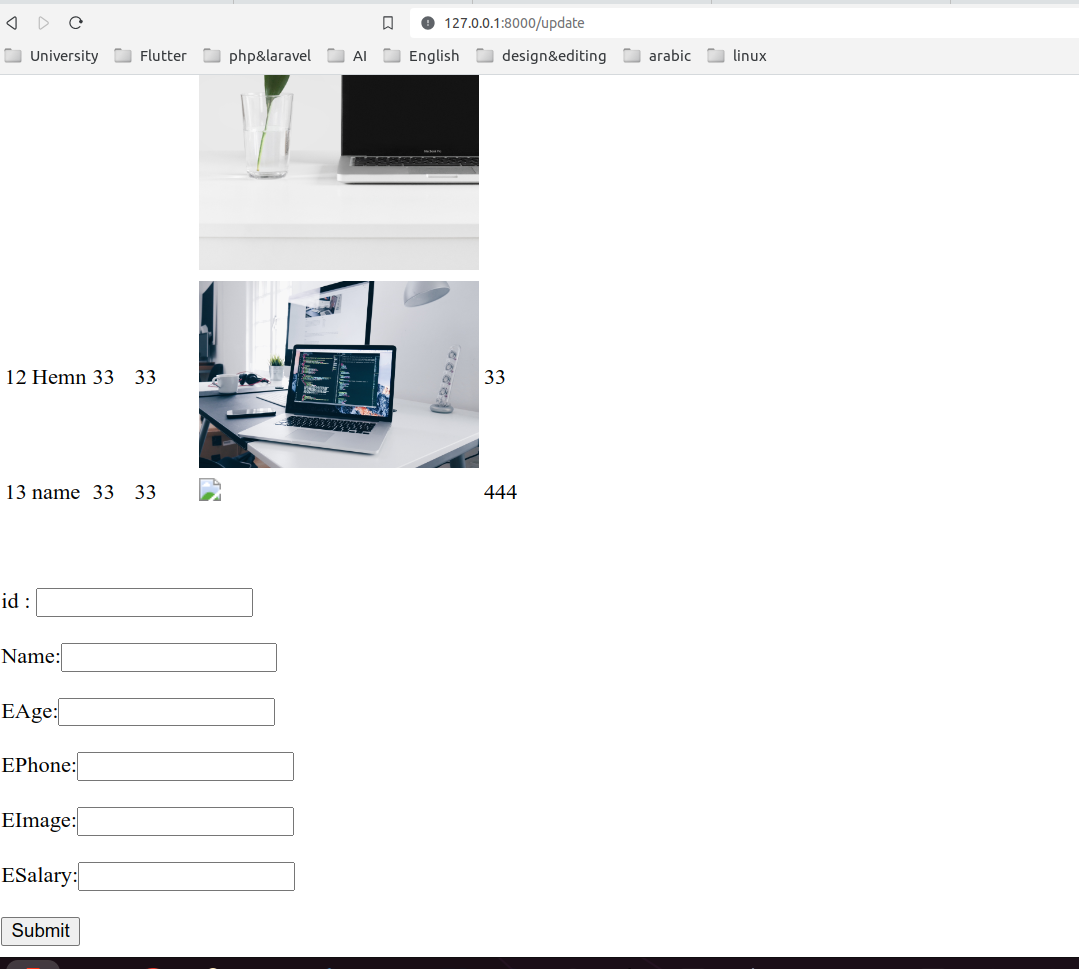 127.0.0.1:8000/update
University Flutter php&laravel AI English design&editing arabic linux
12 Hemn 33 33 33
13 name 33 33 444
id :
Name:
EAge:
EPhone:
EImage:
ESalary:
Submit